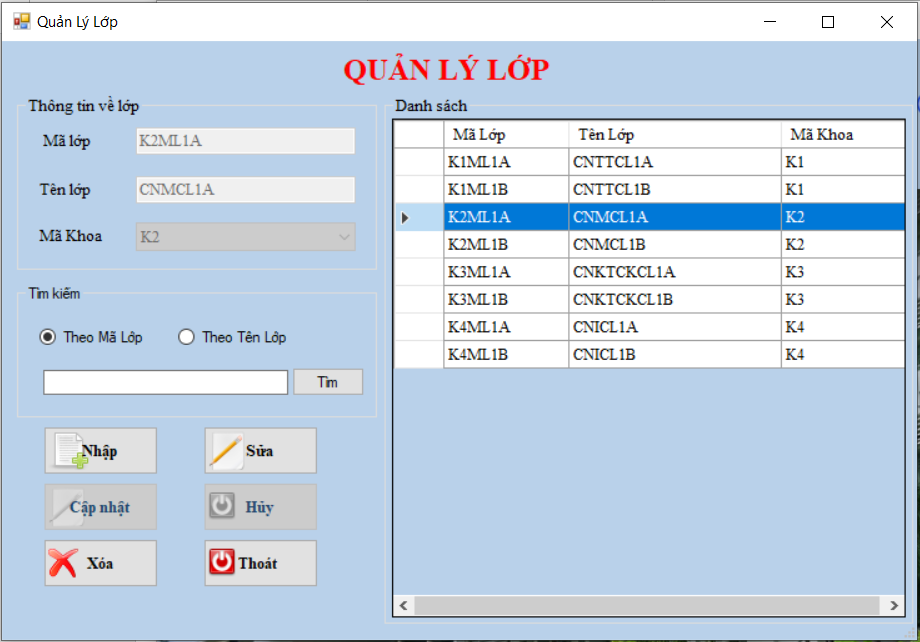 Quản Lý Lớp
QUẢN LÝ LỚP
Thông tin về lớp
Mã lớp K2ML1A
Tên lớp CNMCL1A
Mã Khoa K2
Tìm kiếm
Theo Mã Lớp Theo Tên Lớp
Tìm
Nhập Sửa
Cập nhật Hủy
Xóa Thoát
Danh sách
Mã Lớp Tên Lớp Mã Khoa
K1ML1A CNTTCL1A K1
K1ML1B CNTTCL1B K1
K2ML1A CNMCL1A K2
K2ML1B CNMCL1B K2
K3ML1A CNKTCKCL1A K3
K3ML1B CNKTCKCL1B K3
K4ML1A CNICL1A K4
K4ML1B CNICL1B K4